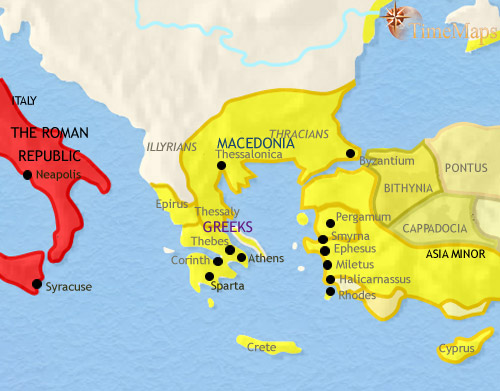 TimeMaps
ITALY
THE ROMAN
REPUBLIC
Neapolis
Syracuse
ILLYRIANS
MACEDONIA
THRACIANS
Thessalonica
Byzantium
PONTUS
BITHYNIA
CAPPADOCIA
ASIA MINOR
Epirus
Thessaly
GREEKS
Thebes
Corinth
Athens
Sparta
Pergamum
Smyrna
Ephesus
Miletus
Halicarnassus
Rhodes
Crete
Cyprus